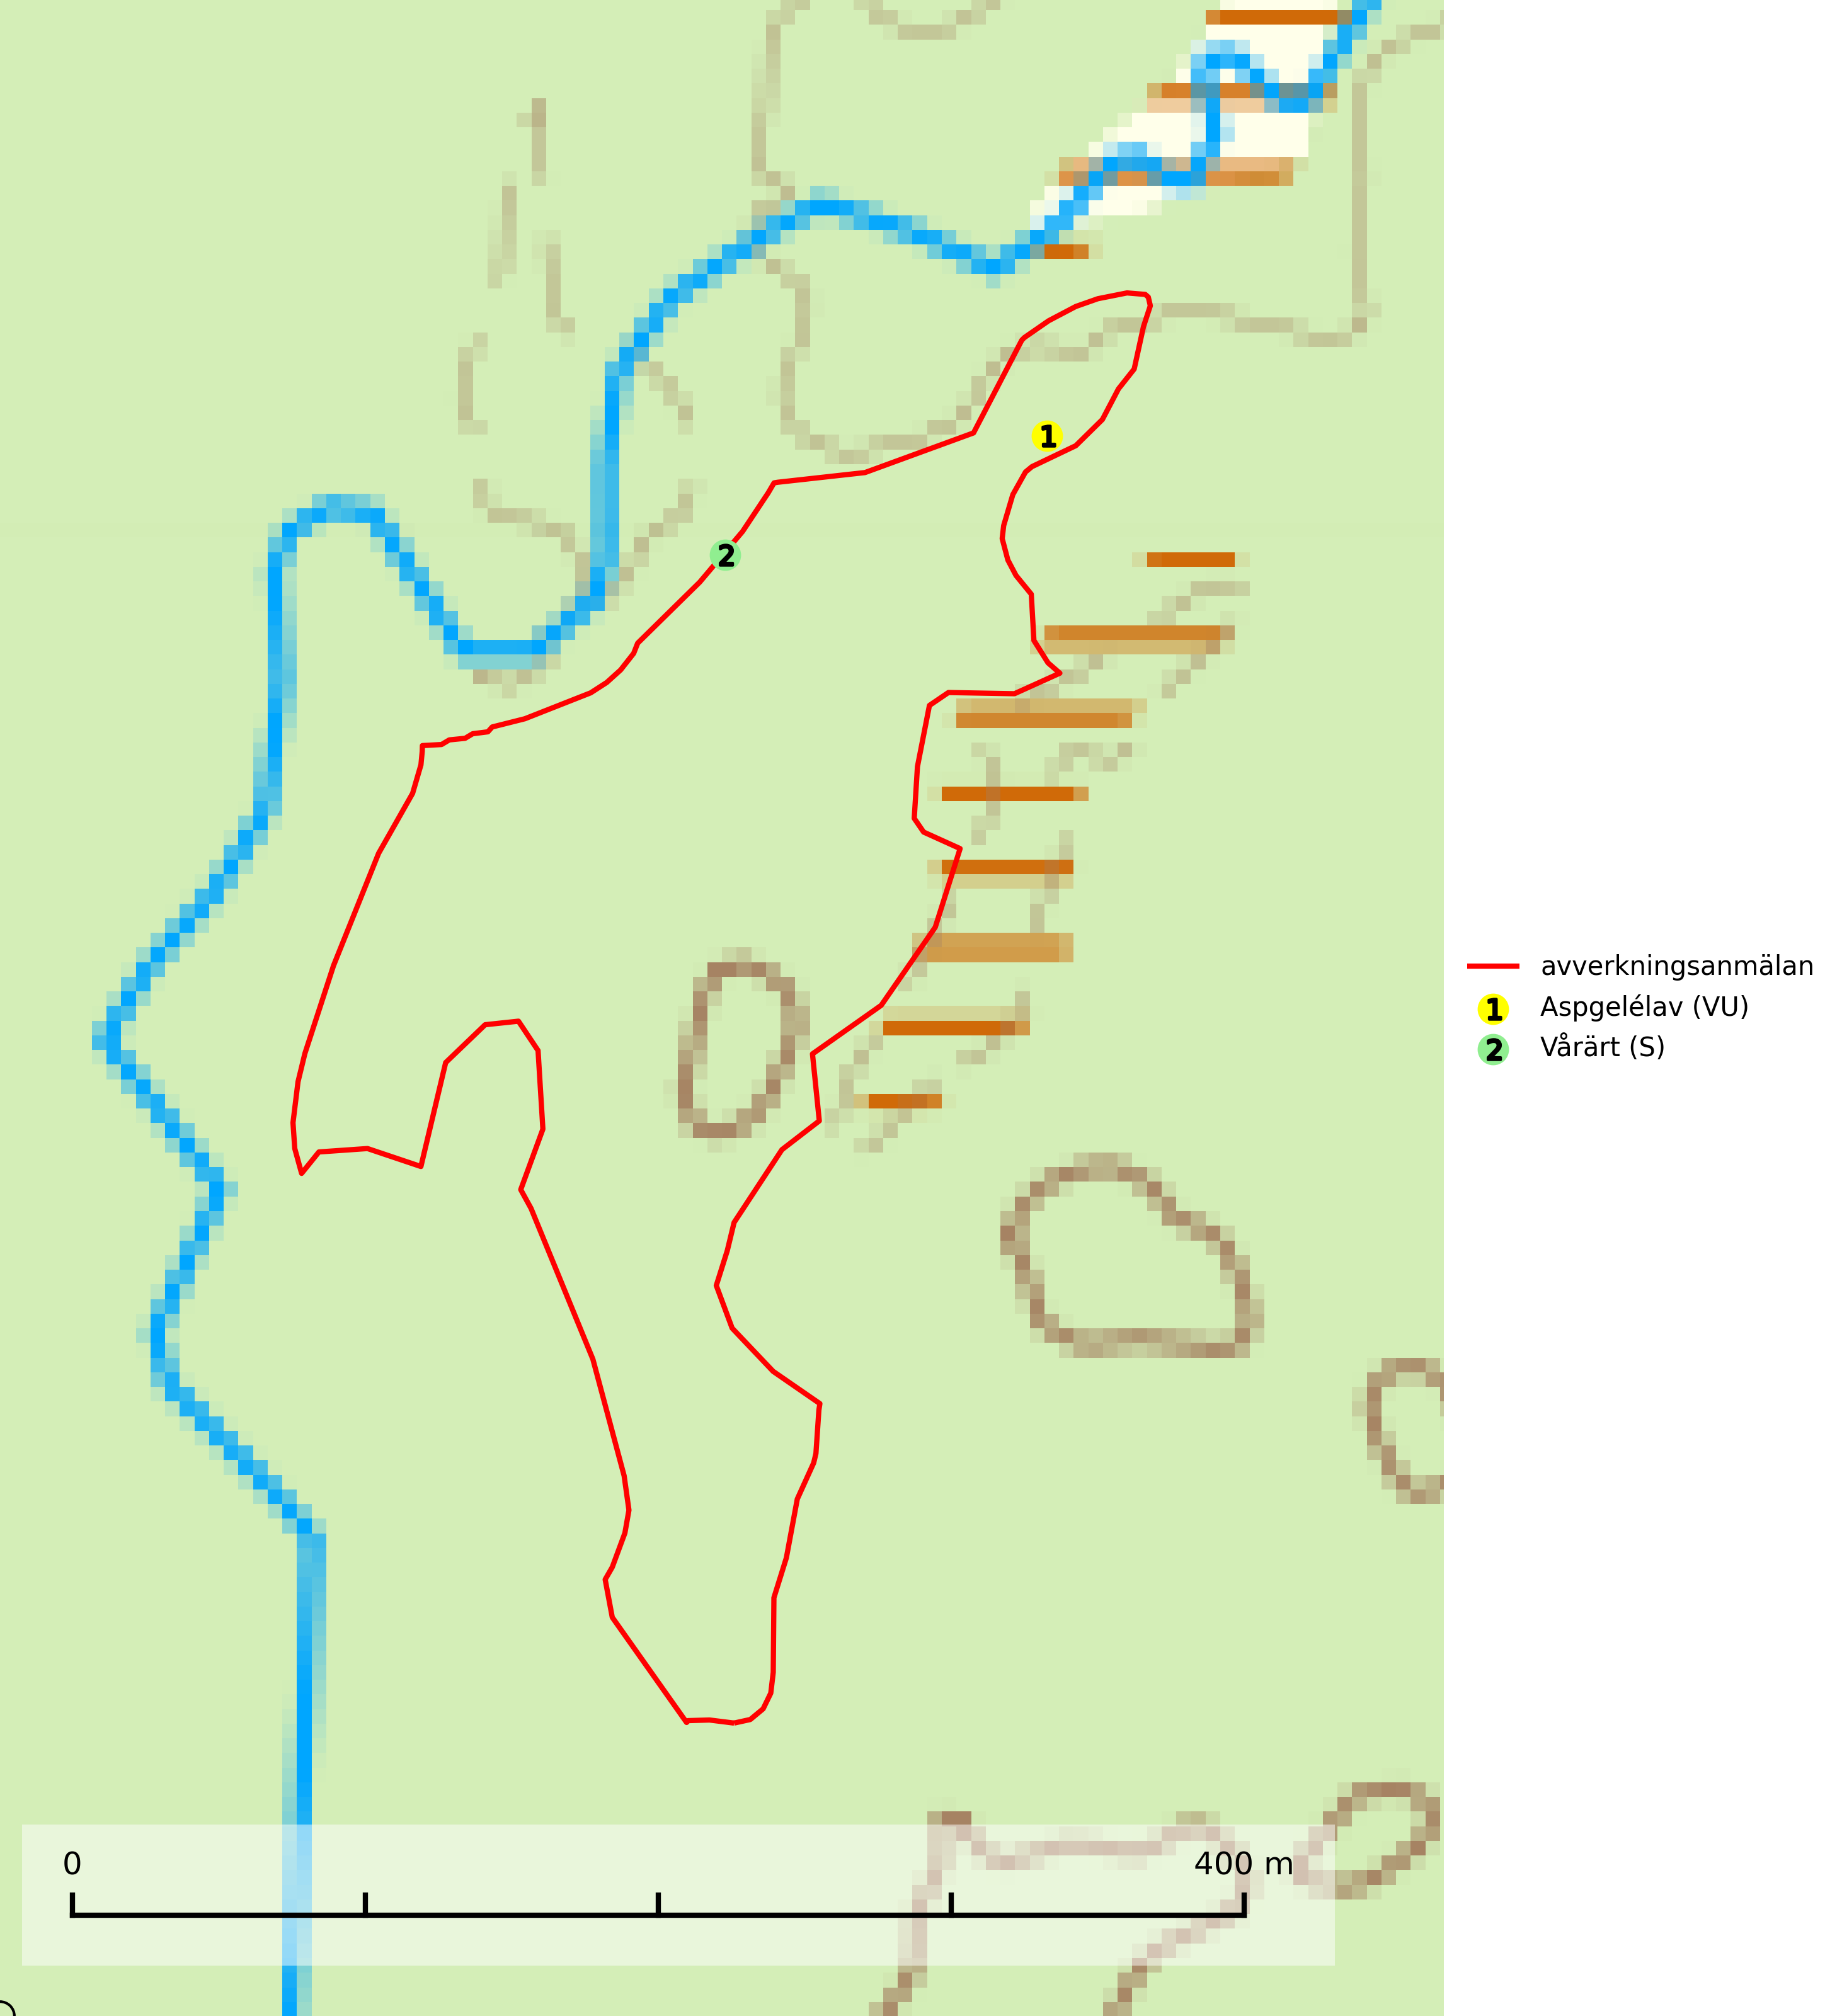 1
2
avverkningsanmälan
1 Aspgelélav (VU)
2 Vårärt (S)
0 400 m